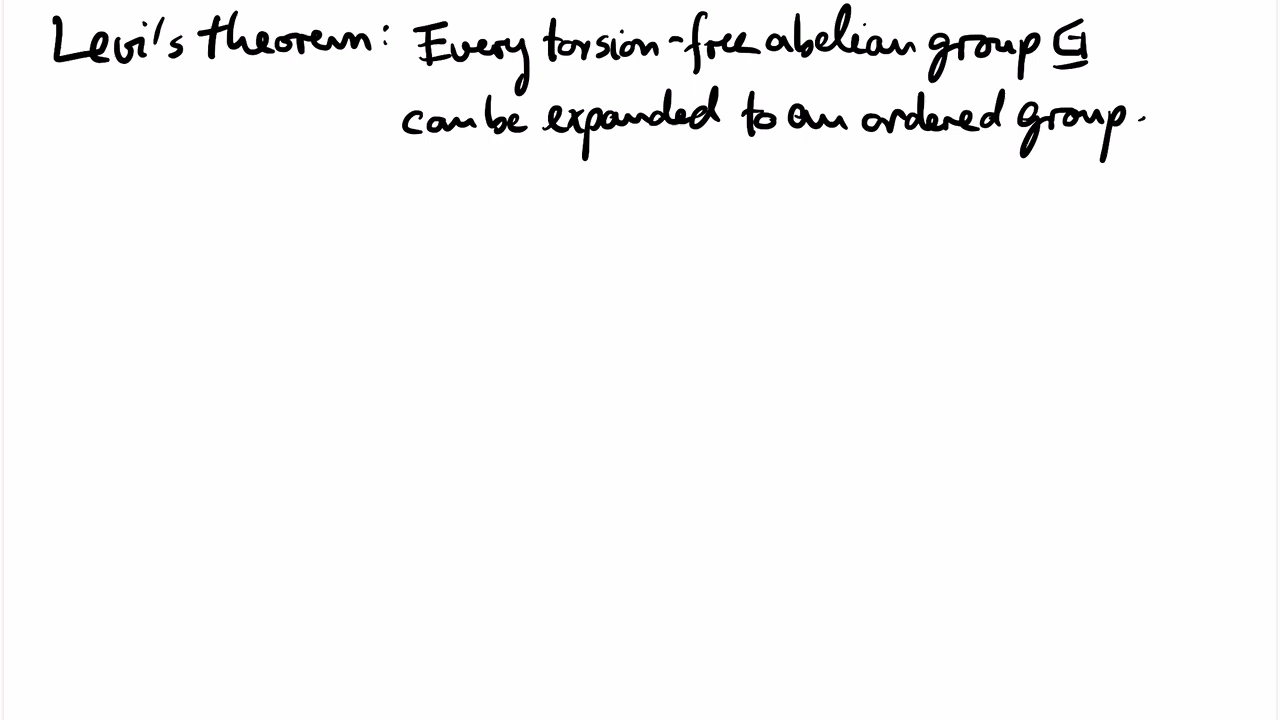 Levi's theorem: Every torsion-free abelian group G
can be expanded to an ordered group.